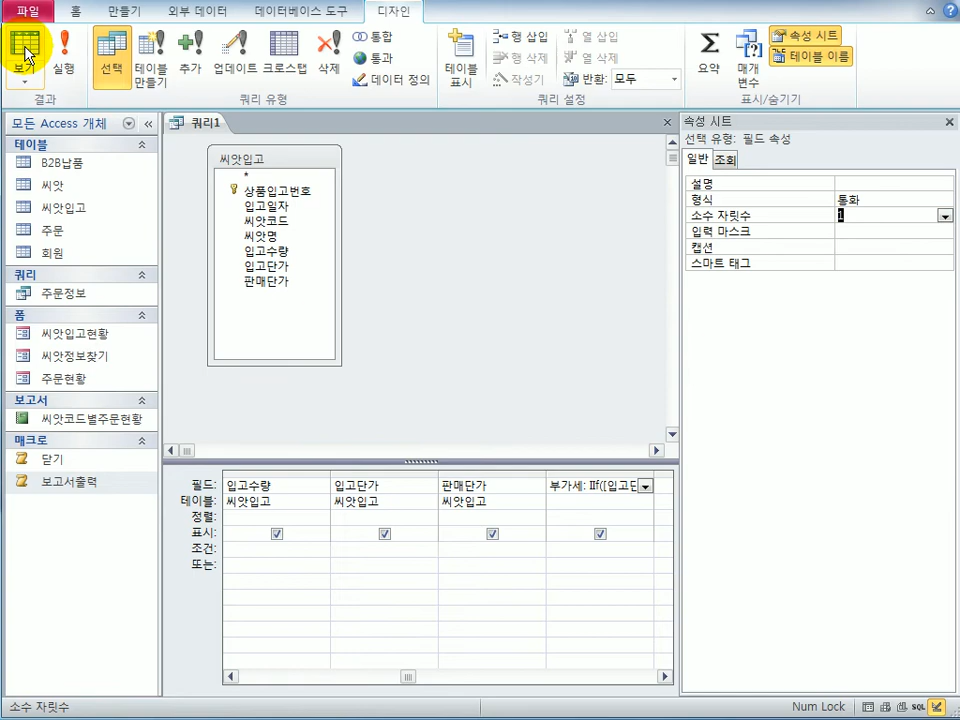 파일 홈 만들기 외부 데이터 데이터베이스 도구 디자인
보기 실행 선택 테이블 만들기 추가 업데이트 크로스탭 삭제 통합 통과 데이터 정의 테이블 표시 행 삽입 행 삭제 작성기 열 삽입 열 삭제 반환: 모두 요약 매개 변수 속성 시트 테이블 이름
결과 쿼리 유형 쿼리 설정 표시/숨기기
모든 Access 개체
테이블
B2B납품
씨앗
씨앗입고
주문
회원
쿼리
주문정보
폼
씨앗입고현황
씨앗정보찾기
주문현황
보고서
씨앗코드별주문현황
매크로
닫기
보고서출력
쿼리1
씨앗입고
*
상품입고번호
입고일자
씨앗코드
씨앗명
입고수량
입고단가
판매단가
필드: 입고수량 입고단가 판매단가 부가세: IIf([입고단
테이블: 씨앗입고 씨앗입고 씨앗입고
정렬:
표시:
조건:
또는:
속성 시트
선택 유형: 필드 속성
일반 조회
설명
형식 통화
소수 자릿수 1
입력 마스크
캡션
스마트 태그
소수 자릿수 Num Lock SQL